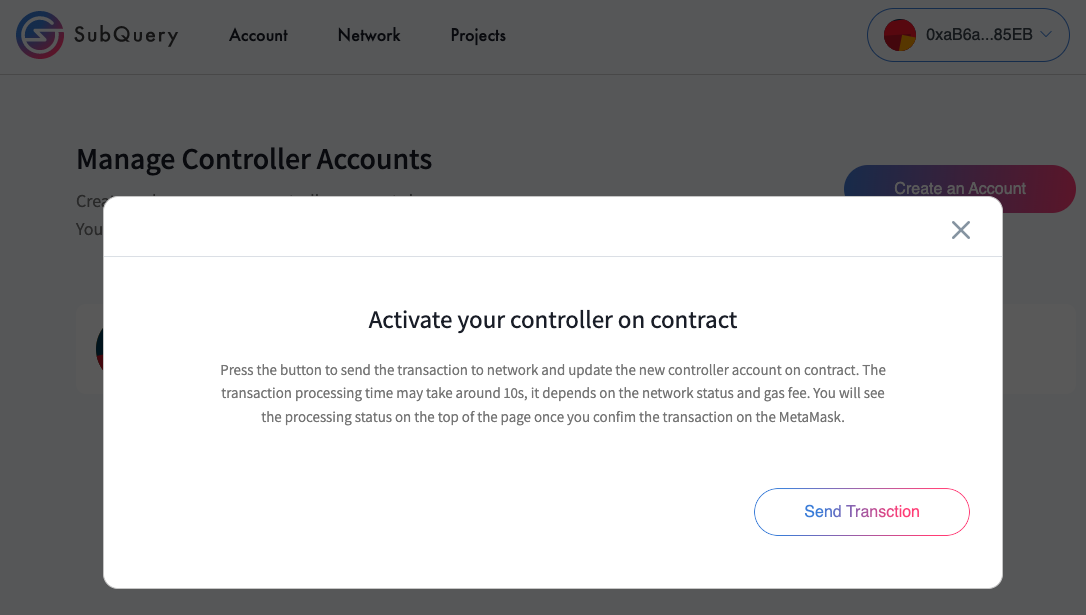 SubQuery
Account
Network
Projects
0xaB6a...85EB
Manage Controller Accounts
Create an Account
You
Activate your controller on contract
Press the button to send the transaction to network and update the new controller account on contract. The
transaction processing time may take around 10s, it depends on the network status and gas fee. You will see
the processing status on the top of the page once you confim the transaction on the MetaMask.
Send Transction